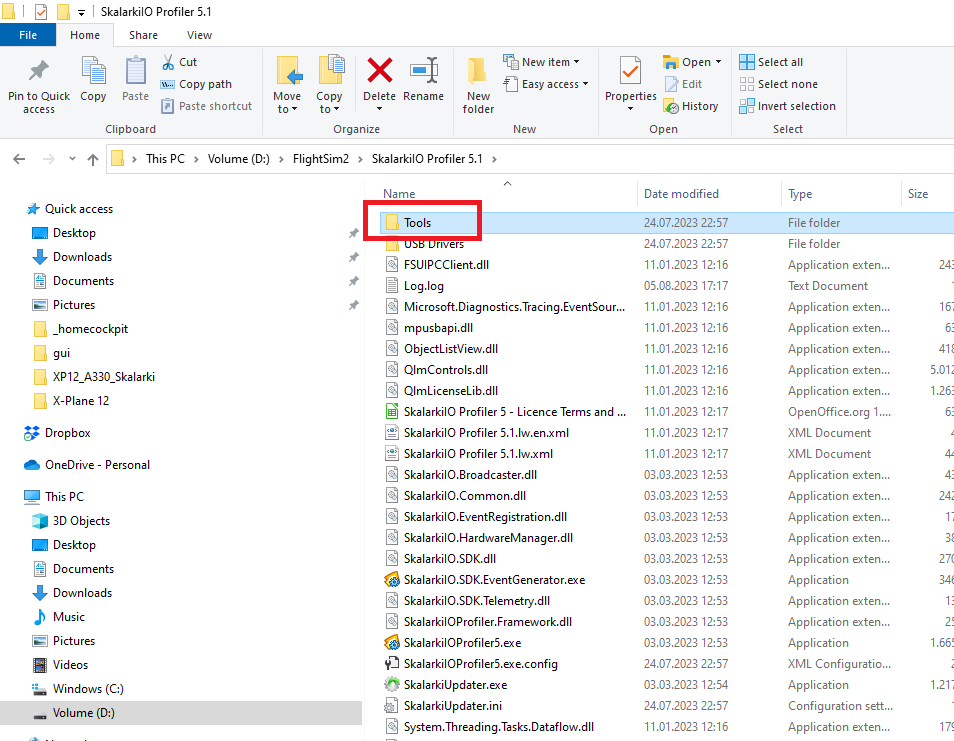 SkalarkiIO Profiler 5.1
File Home Share View
Pin to Quick access
Copy
Paste
Cut
Copy path
Paste shortcut
Clipboard
Move to
Copy to
Delete
Rename
Organize
New folder
New item
Easy access
New
Properties
Open
Edit
History
Open
Select all
Select none
Invert selection
Select
This PC > Volume (D:) > FlightSim2 > SkalarkiIO Profiler 5.1 >
Quick access
Desktop
Downloads
Documents
Pictures
_homecockpit
gui
XP12_A330_Skalarki
X-Plane 12
Dropbox
OneDrive - Personal
This PC
3D Objects
Desktop
Documents
Downloads
Music
Pictures
Videos
Windows (C:)
Volume (D:)
Name Date modified Type Size
Tools 24.07.2023 22:57 File folder
USB Drivers 24.07.2023 22:57 File folder
FSUIPCClient.dll 11.01.2023 12:16 Application exten... 243
Log.log 05.08.2023 17:17 Text Document
Microsoft.Diagnostics.Tracing.EventSour... 11.01.2023 12:16 Application exten... 167
mpusbapi.dll 11.01.2023 12:16 Application exten... 63
ObjectListView.dll 11.01.2023 12:16 Application exten... 418
QlmControls.dll 11.01.2023 12:16 Application exten... 5.012
QlmLicenseLib.dll 11.01.2023 12:16 Application exten... 1.263
SkalarkiIO Profiler 5 - Licence Terms and ... 11.01.2023 12:17 OpenOffice.org 1.... 63
SkalarkiIO Profiler 5.1.lw.en.xml 11.01.2023 12:17 XML Document 4
SkalarkiIO Profiler 5.1.lw.xml 11.01.2023 12:17 XML Document 44
SkalarkiIO.Broadcaster.dll 03.03.2023 12:53 Application exten... 43
SkalarkiIO.Common.dll 03.03.2023 12:53 Application exten... 242
SkalarkiIO.EventRegistration.dll 03.03.2023 12:53 Application exten... 17
SkalarkiIO.HardwareManager.dll 03.03.2023 12:53 Application exten... 38
SkalarkiIO.SDK.dll 03.03.2023 12:53 Application exten... 270
SkalarkiIO.SDK.EventGenerator.exe 03.03.2023 12:53 Application 346
SkalarkiIO.SDK.Telemetry.dll 03.03.2023 12:53 Application exten... 13
SkalarkiIOProfiler.Framework.dll 03.03.2023 12:53 Application exten... 25
SkalarkiIOProfiler5.exe 03.03.2023 12:53 Application 1.665
SkalarkiIOProfiler5.exe.config 24.07.2023 22:57 XML Configuratio... 2
SkalarkiUpdater.exe 03.03.2023 12:54 Application 1.217
SkalarkiUpdater.ini 24.07.2023 22:57 Configuration sett...
System.Threading.Tasks.Dataflow.dll 11.01.2023 12:16 Application exten... 179